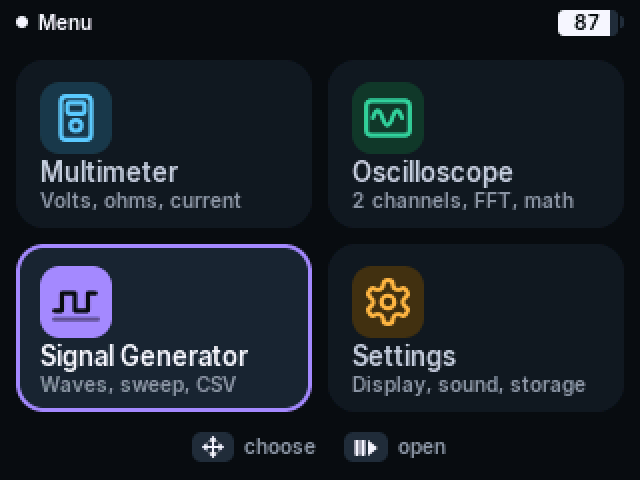 Menu
87
Multimeter
Volts, ohms, current
Oscilloscope
2 channels, FFT, math
Signal Generator
Waves, sweep, CSV
Settings
Display, sound, storage
choose
open